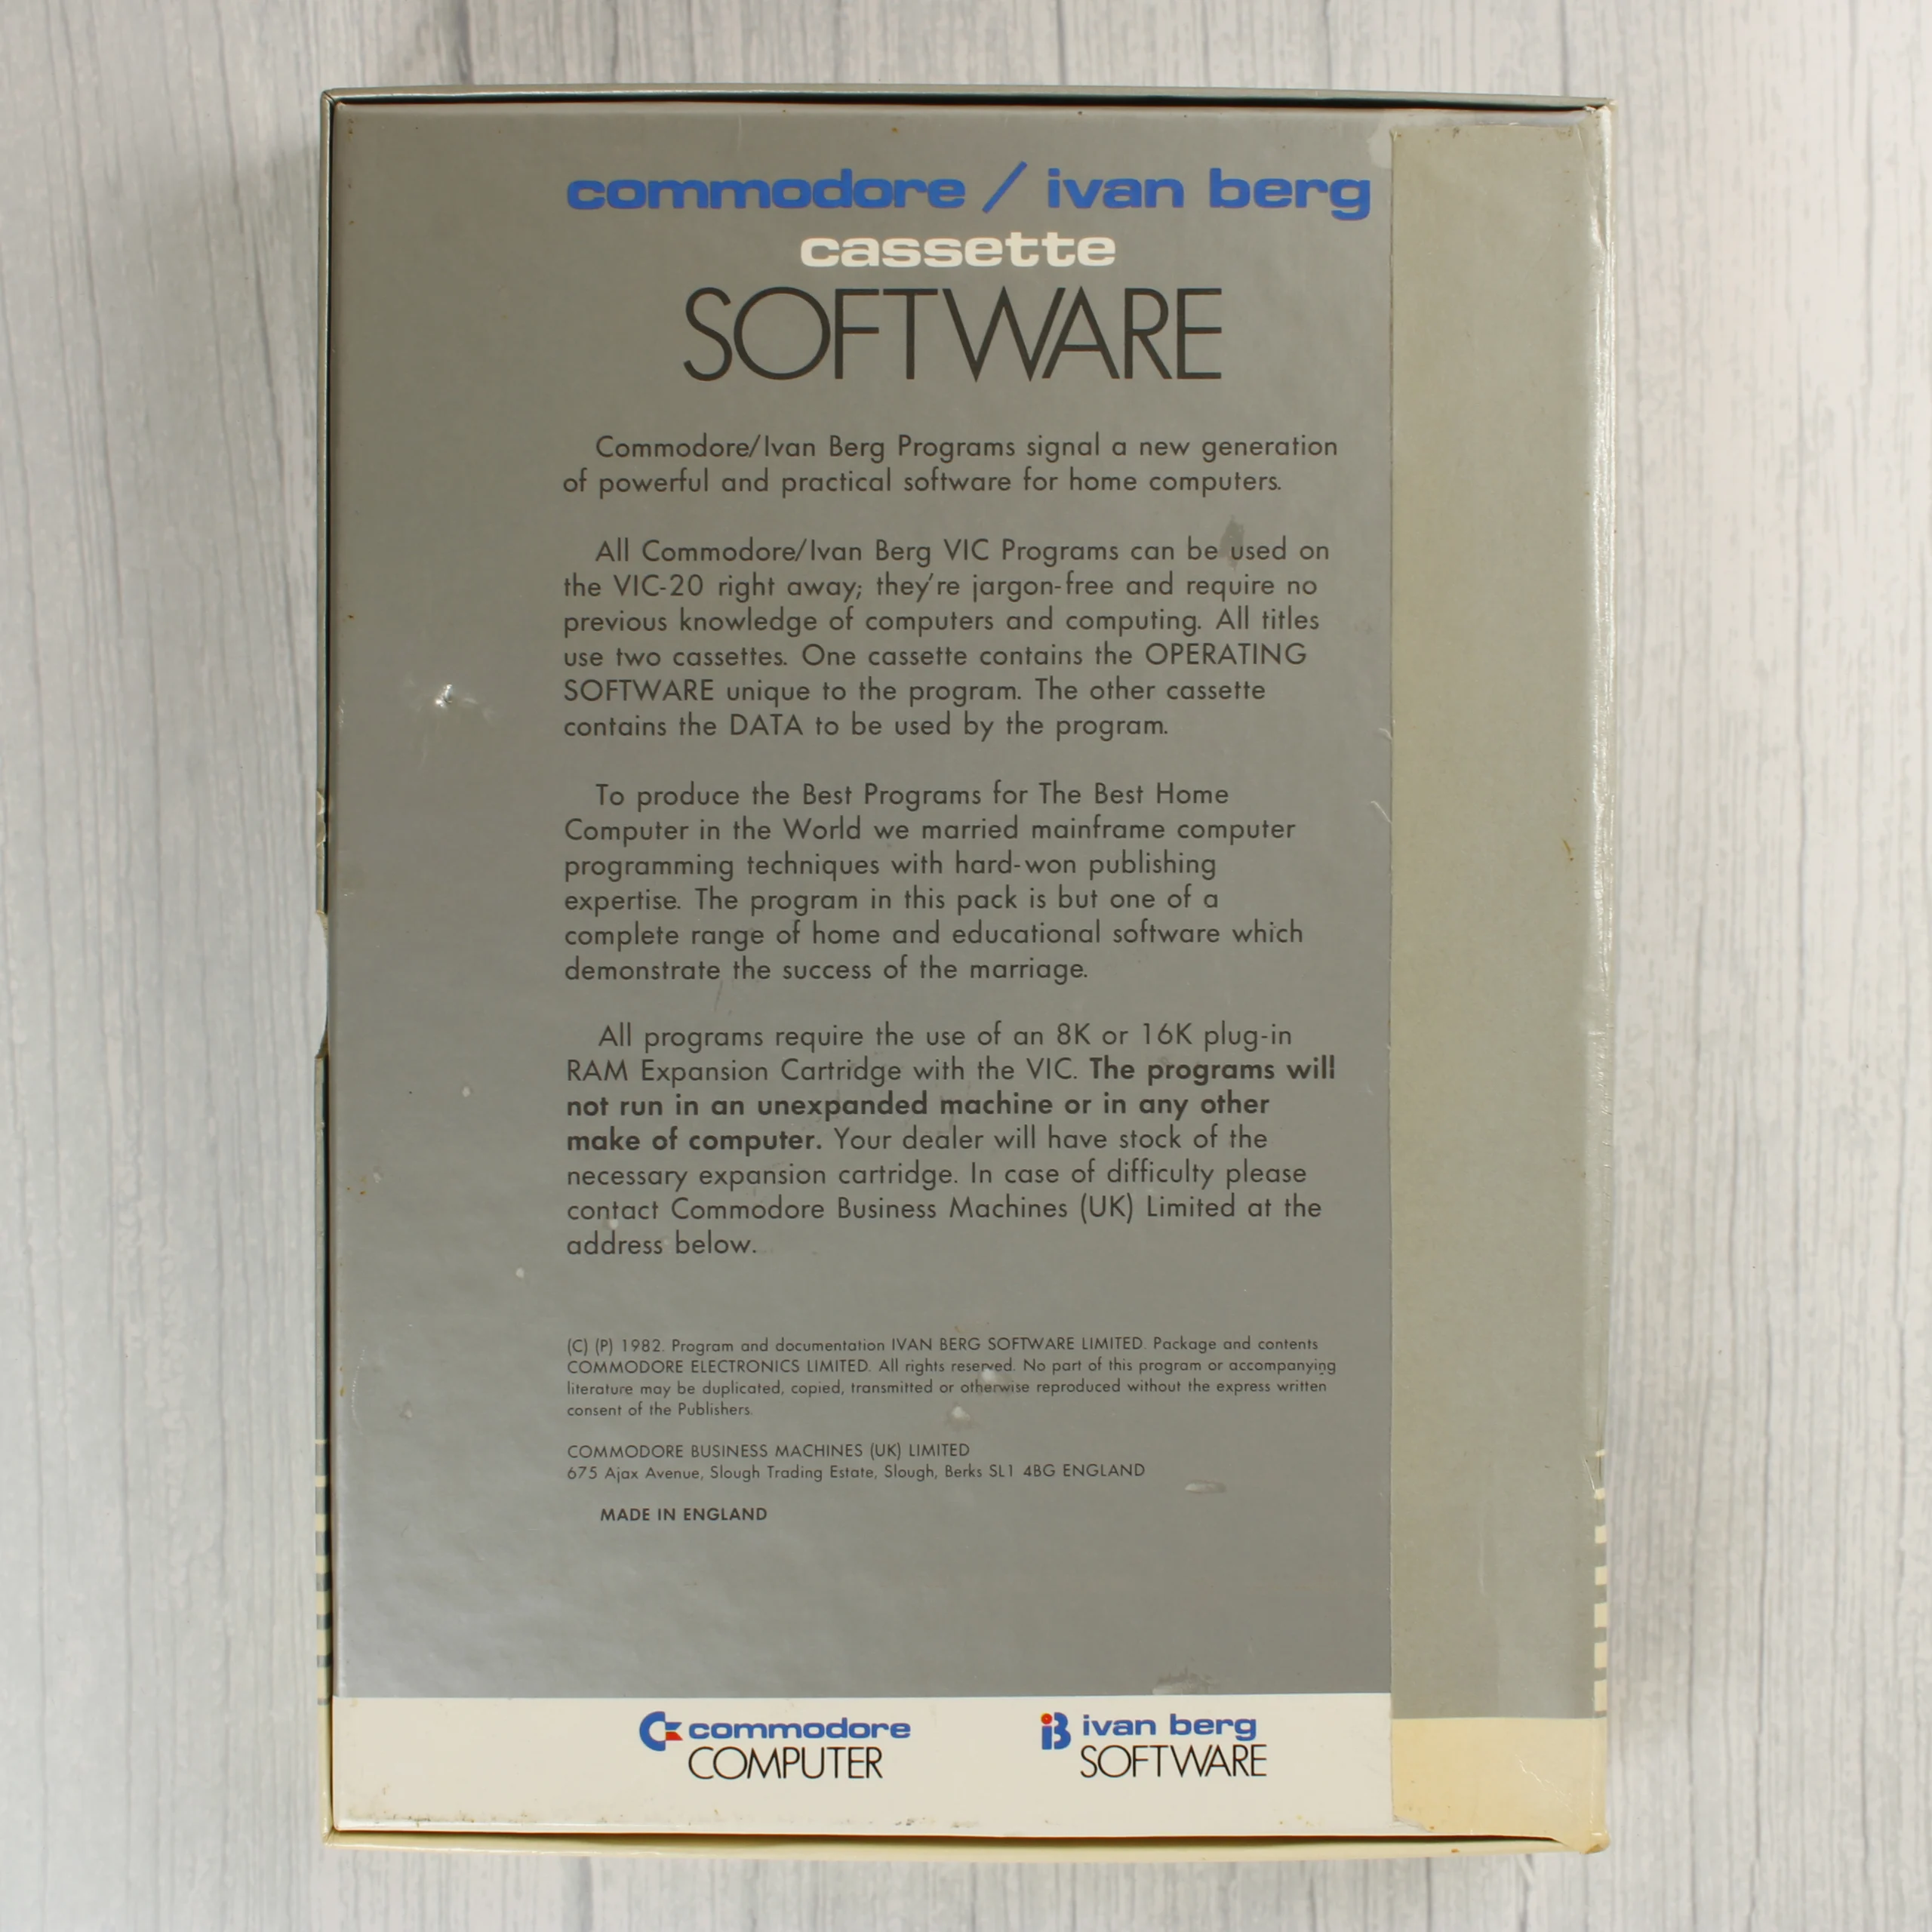 commodore / ivan berg
cassette
SOFTWARE
Commodore/Ivan Berg Programs signal a new generation
of powerful and practical software for home computers.
All Commodore/Ivan Berg VIC Programs can be used on
the VIC-20 right away; they're jargon-free and require no
previous knowledge of computers and computing. All titles
use two cassettes. One cassette contains the OPERATING
SOFTWARE unique to the program. The other cassette
contains the DATA to be used by the program.
To produce the Best Programs for The Best Home
Computer in the World we married mainframe computer
programming techniques with hard-won publishing
expertise. The program in this pack is but one of a
complete range of home and educational software which
demonstrate the success of the marriage.
All programs require the use of an 8K or 16K plug-in
RAM Expansion Cartridge with the VIC. The programs will
not run in an unexpanded machine or in any other
make of computer. Your dealer will have stock of the
necessary expansion cartridge. In case of difficulty please
contact Commodore Business Machines (UK) Limited at the
address below.
(C) (P) 1982. Program and documentation IVAN BERG SOFTWARE LIMITED. Package and contents
COMMODORE ELECTRONICS LIMITED. All rights reserved. No part of this program or accompanying
literature may be duplicated, copied, transmitted or otherwise reproduced without the express written
consent of the Publishers.
COMMODORE BUSINESS MACHINES (UK) LIMITED
675 Ajax Avenue, Slough Trading Estate, Slough, Berks SL1 4BG ENGLAND
MADE IN ENGLAND
commodore
COMPUTER
iB ivan berg
SOFTWARE